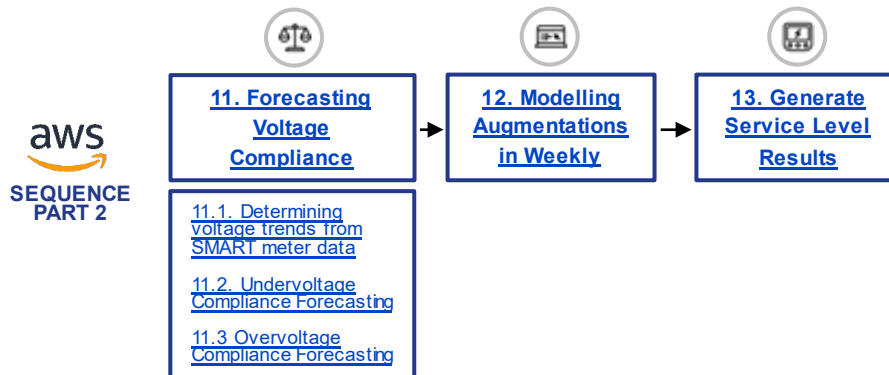 aws
SEQUENCE
PART 2
11. Forecasting
Voltage
Compliance
12. Modelling
Augmentations
in Weekly
13. Generate
Service Level
Results
11.1. Determining
voltage trends from
SMART meter data
11.2. Undervoltage
Compliance Forecasting
11.3 Overvoltage
Compliance Forecasting